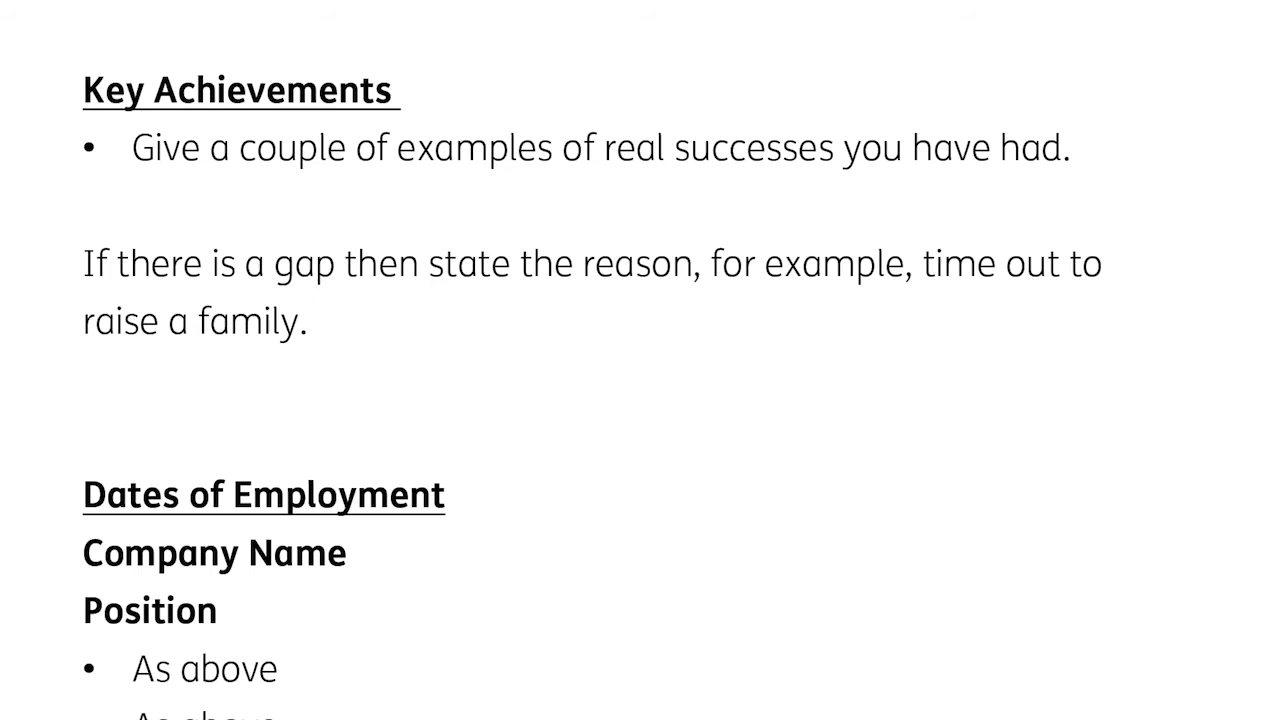 Key Achievements
• Give a couple of examples of real successes you have had.
If there is a gap then state the reason, for example, time out to
raise a family.
Dates of Employment
Company Name
Position
• As above
As above